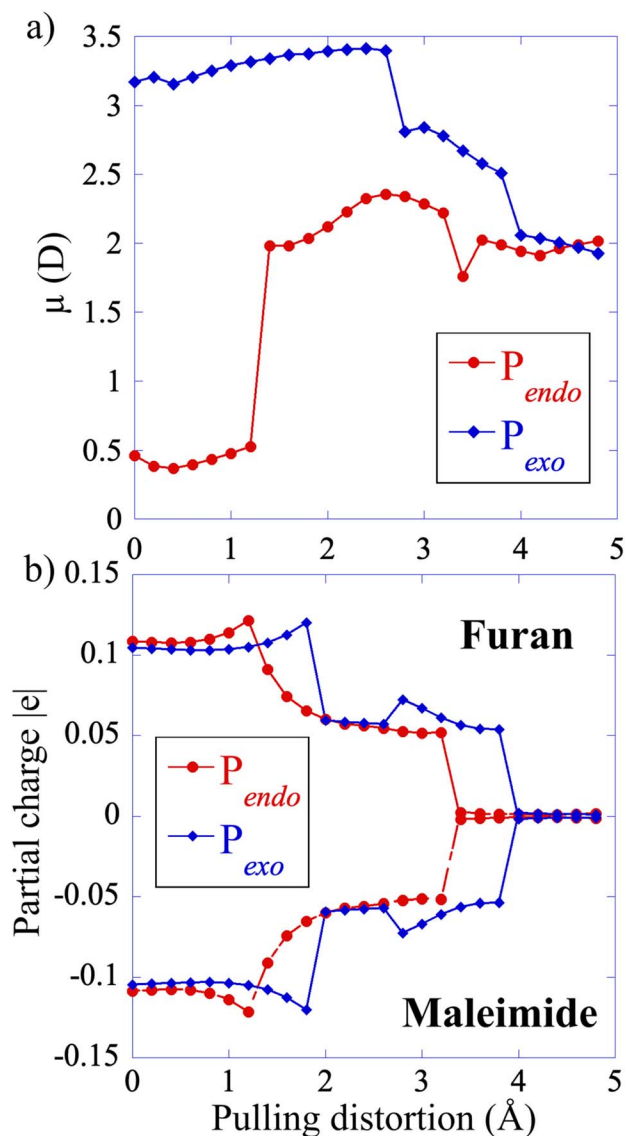 a)
3.5
3
2.5
2
1.5
1
0.5
0
μ (D)
P endo
P exo
0 1 2 3 4 5
b)
0.15
0.1
0.05
0
-0.05
-0.1
-0.15
Partial charge |e|
Furan
P endo
P exo
Maleimide
0 1 2 3 4 5
Pulling distortion (Å)